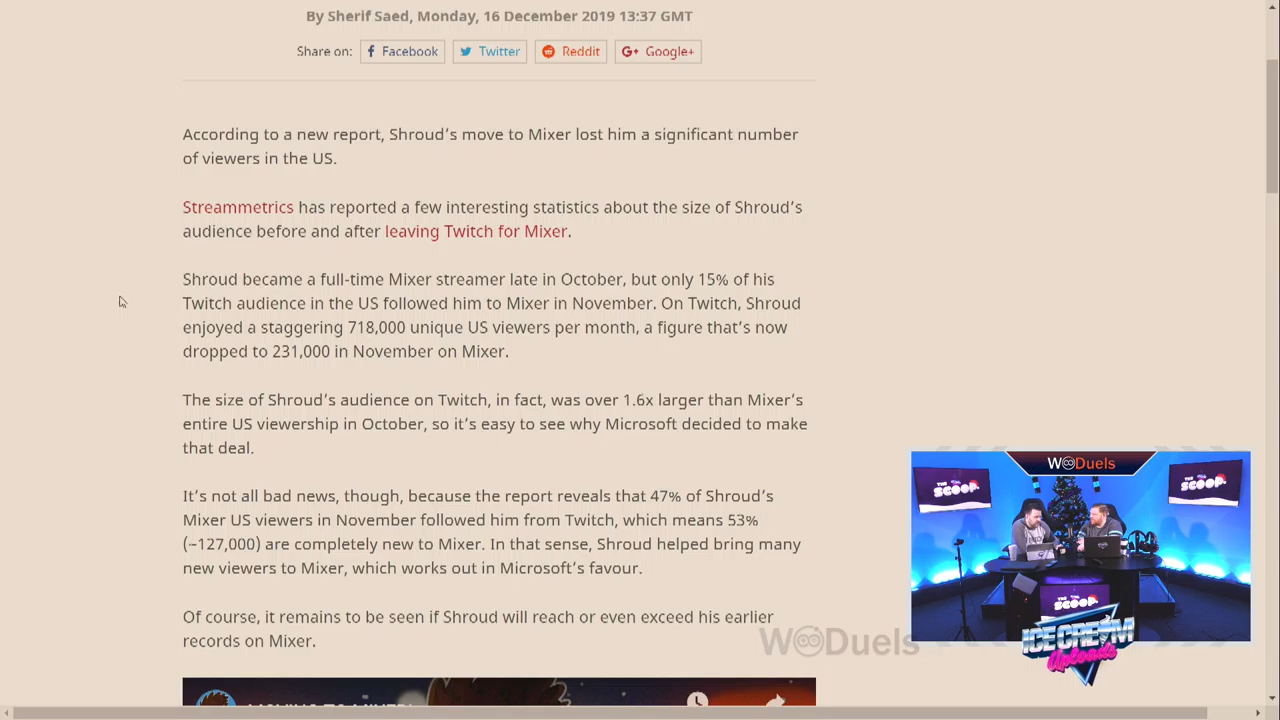 By Sherif Saed, Monday, 16 December 2019 13:37 GMT
Share on: Facebook Twitter Reddit Google+
According to a new report, Shroud’s move to Mixer lost him a significant number
of viewers in the US.
Streammetrics has reported a few interesting statistics about the size of Shroud’s
audience before and after leaving Twitch for Mixer.
Shroud became a full-time Mixer streamer late in October, but only 15% of his
Twitch audience in the US followed him to Mixer in November. On Twitch, Shroud
enjoyed a staggering 718,000 unique US viewers per month, a figure that’s now
dropped to 231,000 in November on Mixer.
The size of Shroud’s audience on Twitch, in fact, was over 1.6x larger than Mixer’s
entire US viewership in October, so it’s easy to see why Microsoft decided to make
that deal.
It’s not all bad news, though, because the report reveals that 47% of Shroud’s
Mixer US viewers in November followed him from Twitch, which means 53%
(~127,000) are completely new to Mixer. In that sense, Shroud helped bring many
new viewers to Mixer, which works out in Microsoft’s favour.
Of course, it remains to be seen if Shroud will reach or even exceed his earlier
records on Mixer.
W∞Duels
W∞Duels
THE SCOOP.
THE SCOOP.
THE SCOOP.
ICE CREAM
Uploads